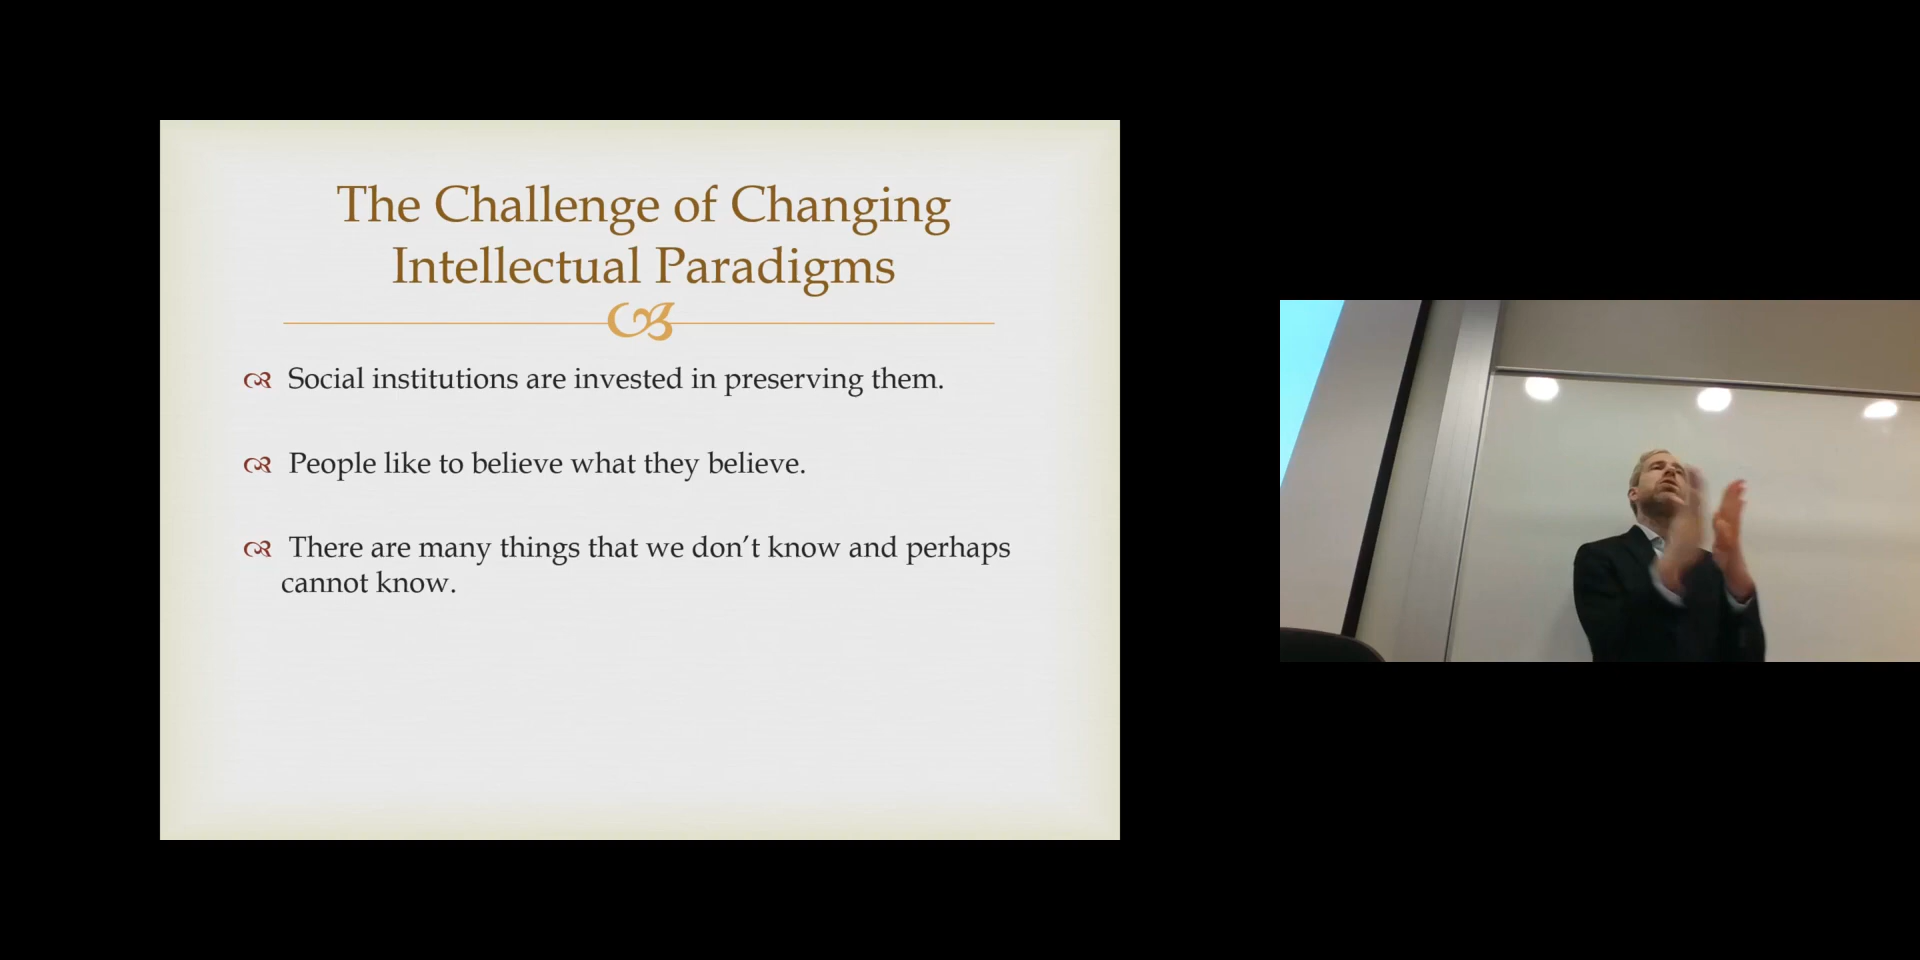 The Challenge of Changing
Intellectual Paradigms
Social institutions are invested in preserving them.
People like to believe what they believe.
There are many things that we don’t know and perhaps
cannot know.